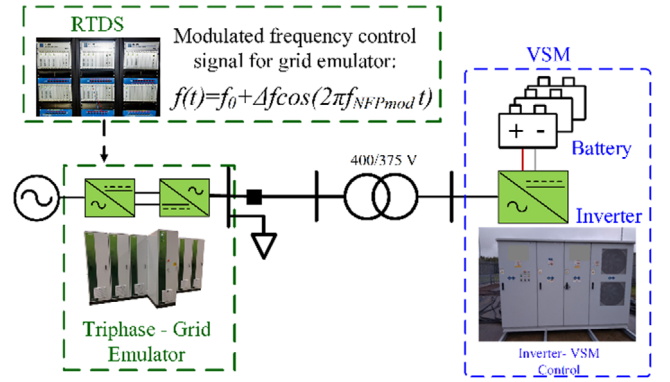 RTDS
Modulated frequency control
signal for grid emulator:
f(t)=f₀+Δfcos(2πf_NFPmod t)
VSM
+ -
Battery
400/375 V
Inverter
Triphase - Grid
Emulator
Inverter- VSM
Control